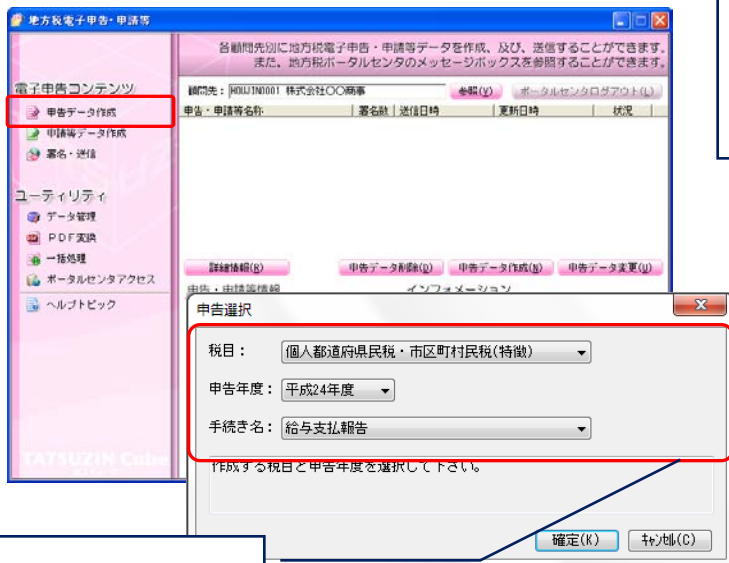 地方税電子申告・申請等
各顧問先別に地方税電子申告・申請等データを作成、及び、送信することができます。
また、地方税ポータルセンタのメッセージボックスを参照することができます。
電子申告コンテンツ
申告データ作成
申請等データ作成
署名・送信
ユーティリティ
データ管理
PDF変換
一括処理
ポータルセンタアクセス
ヘルプトピック
顧問先： HOUJIN0001 株式会社〇〇商事 参照(V) ポータルセンタログアウト(L)
申告・申請等名称 署名数 送信日時 更新日時 状況
詳細情報(R) 申告データ削除(D) 申告データ作成(N) 申告データ変更(U)
申告・申請等情報 インフォメーション
申告選択
税目： 個人都道府県民税・市区町村民税(特徴)
申告年度： 平成24年度
手続き名： 給与支払報告
作成する税目と申告年度を選択して下さい。
確定(K) ｷｬﾝｾﾙ(C)
TATSUZIN Cube